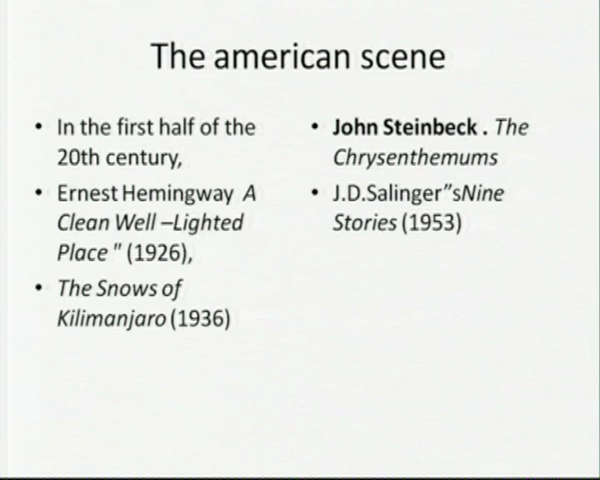 The american scene
• In the first half of the
20th century,
• Ernest Hemingway A
Clean Well –Lighted
Place " (1926),
• The Snows of
Kilimanjaro (1936)
• John Steinbeck . The
Chrysenthemums
• J.D.Salinger”sNine
Stories (1953)